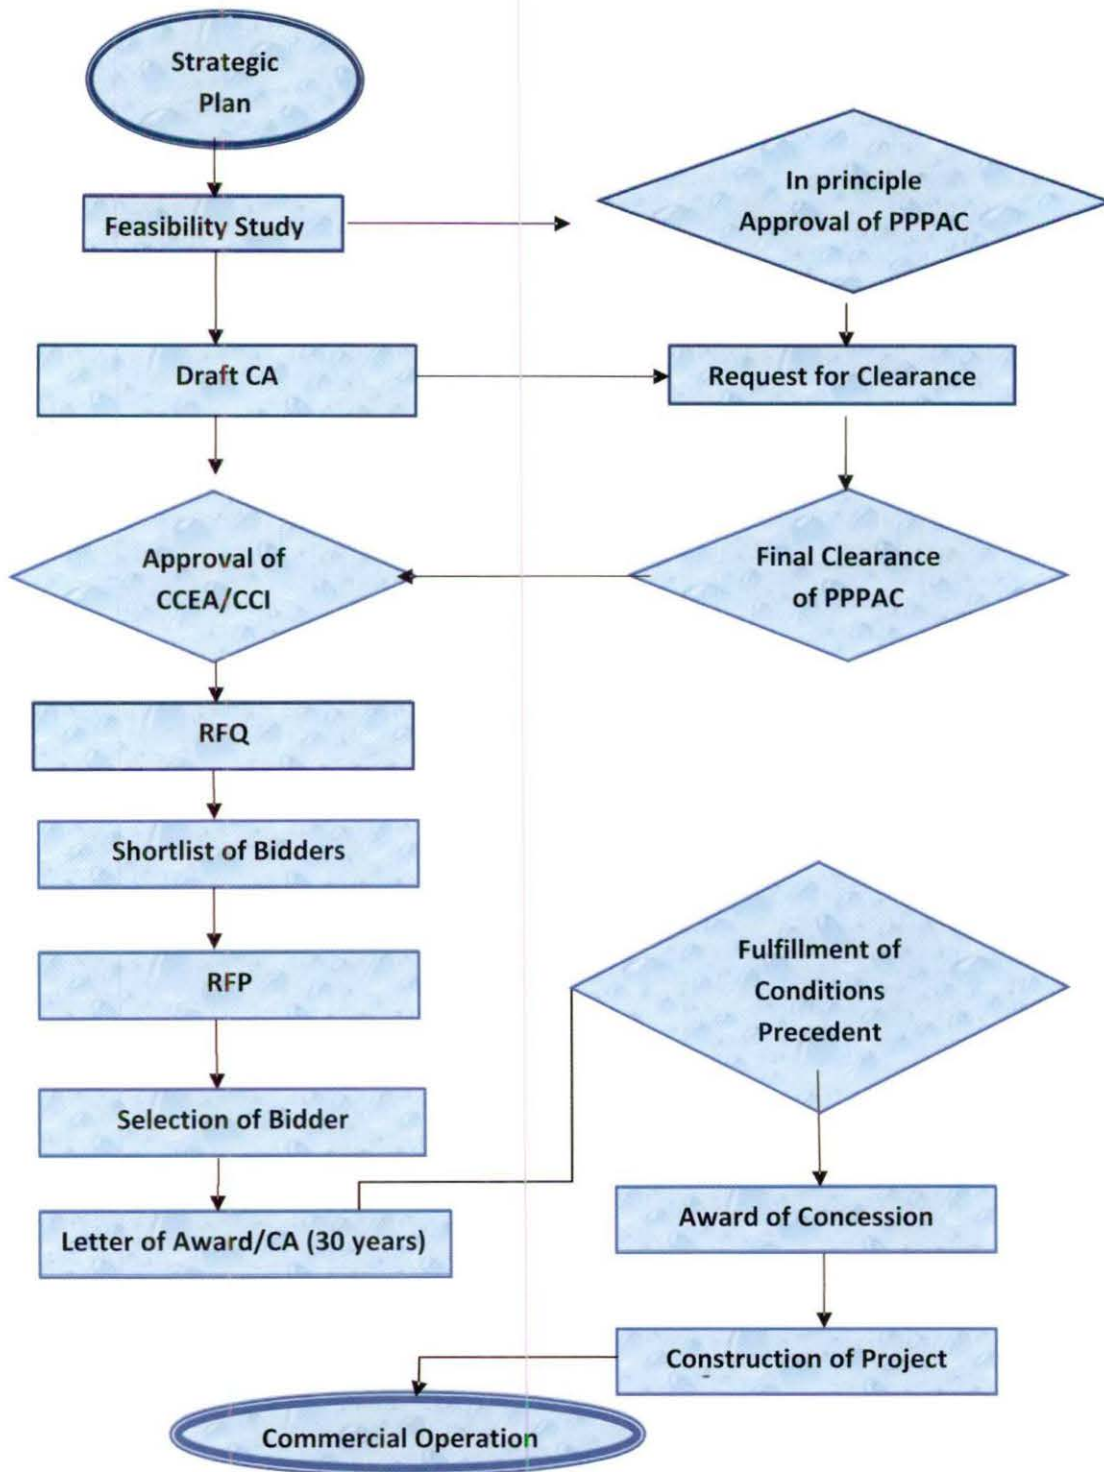 Strategic
Plan
In principle
Approval of PPPAC
Feasibility Study
Draft CA
Request for Clearance
Approval of
CCEA/CCI
Final Clearance
of PPPAC
RFQ
Shortlist of Bidders
RFP
Fulfillment of
Conditions
Precedent
Selection of Bidder
Letter of Award/CA (30 years)
Award of Concession
Construction of Project
Commercial Operation